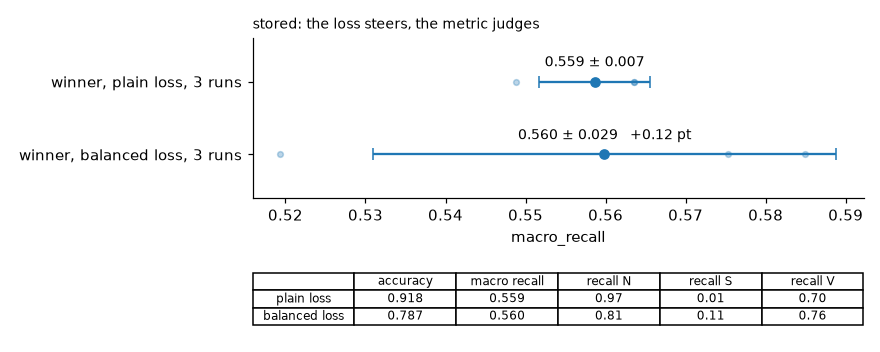 stored: the loss steers, the metric judges
winner, plain loss, 3 runs
0.559 ± 0.007
winner, balanced loss, 3 runs
0.560 ± 0.029 +0.12 pt
0.52 0.53 0.54 0.55 0.56 0.57 0.58 0.59
macro_recall
accuracy macro recall recall N recall S recall V
plain loss 0.918 0.559 0.97 0.01 0.70
balanced loss 0.787 0.560 0.81 0.11 0.76